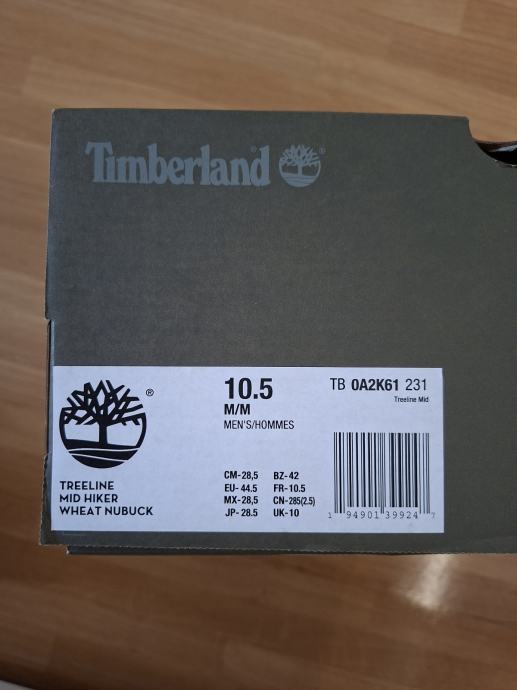 Timberland ®
10.5
M/M
MEN'S/HOMMES
TB 0A2K61 231
Treeline Mid
®
TREELINE
MID HIKER
WHEAT NUBUCK
CM-28,5 BZ-42
EU-44.5 FR-10.5
MX-28,5 CN-285(2.5)
JP-28.5 UK-10
1 94901 39924 7